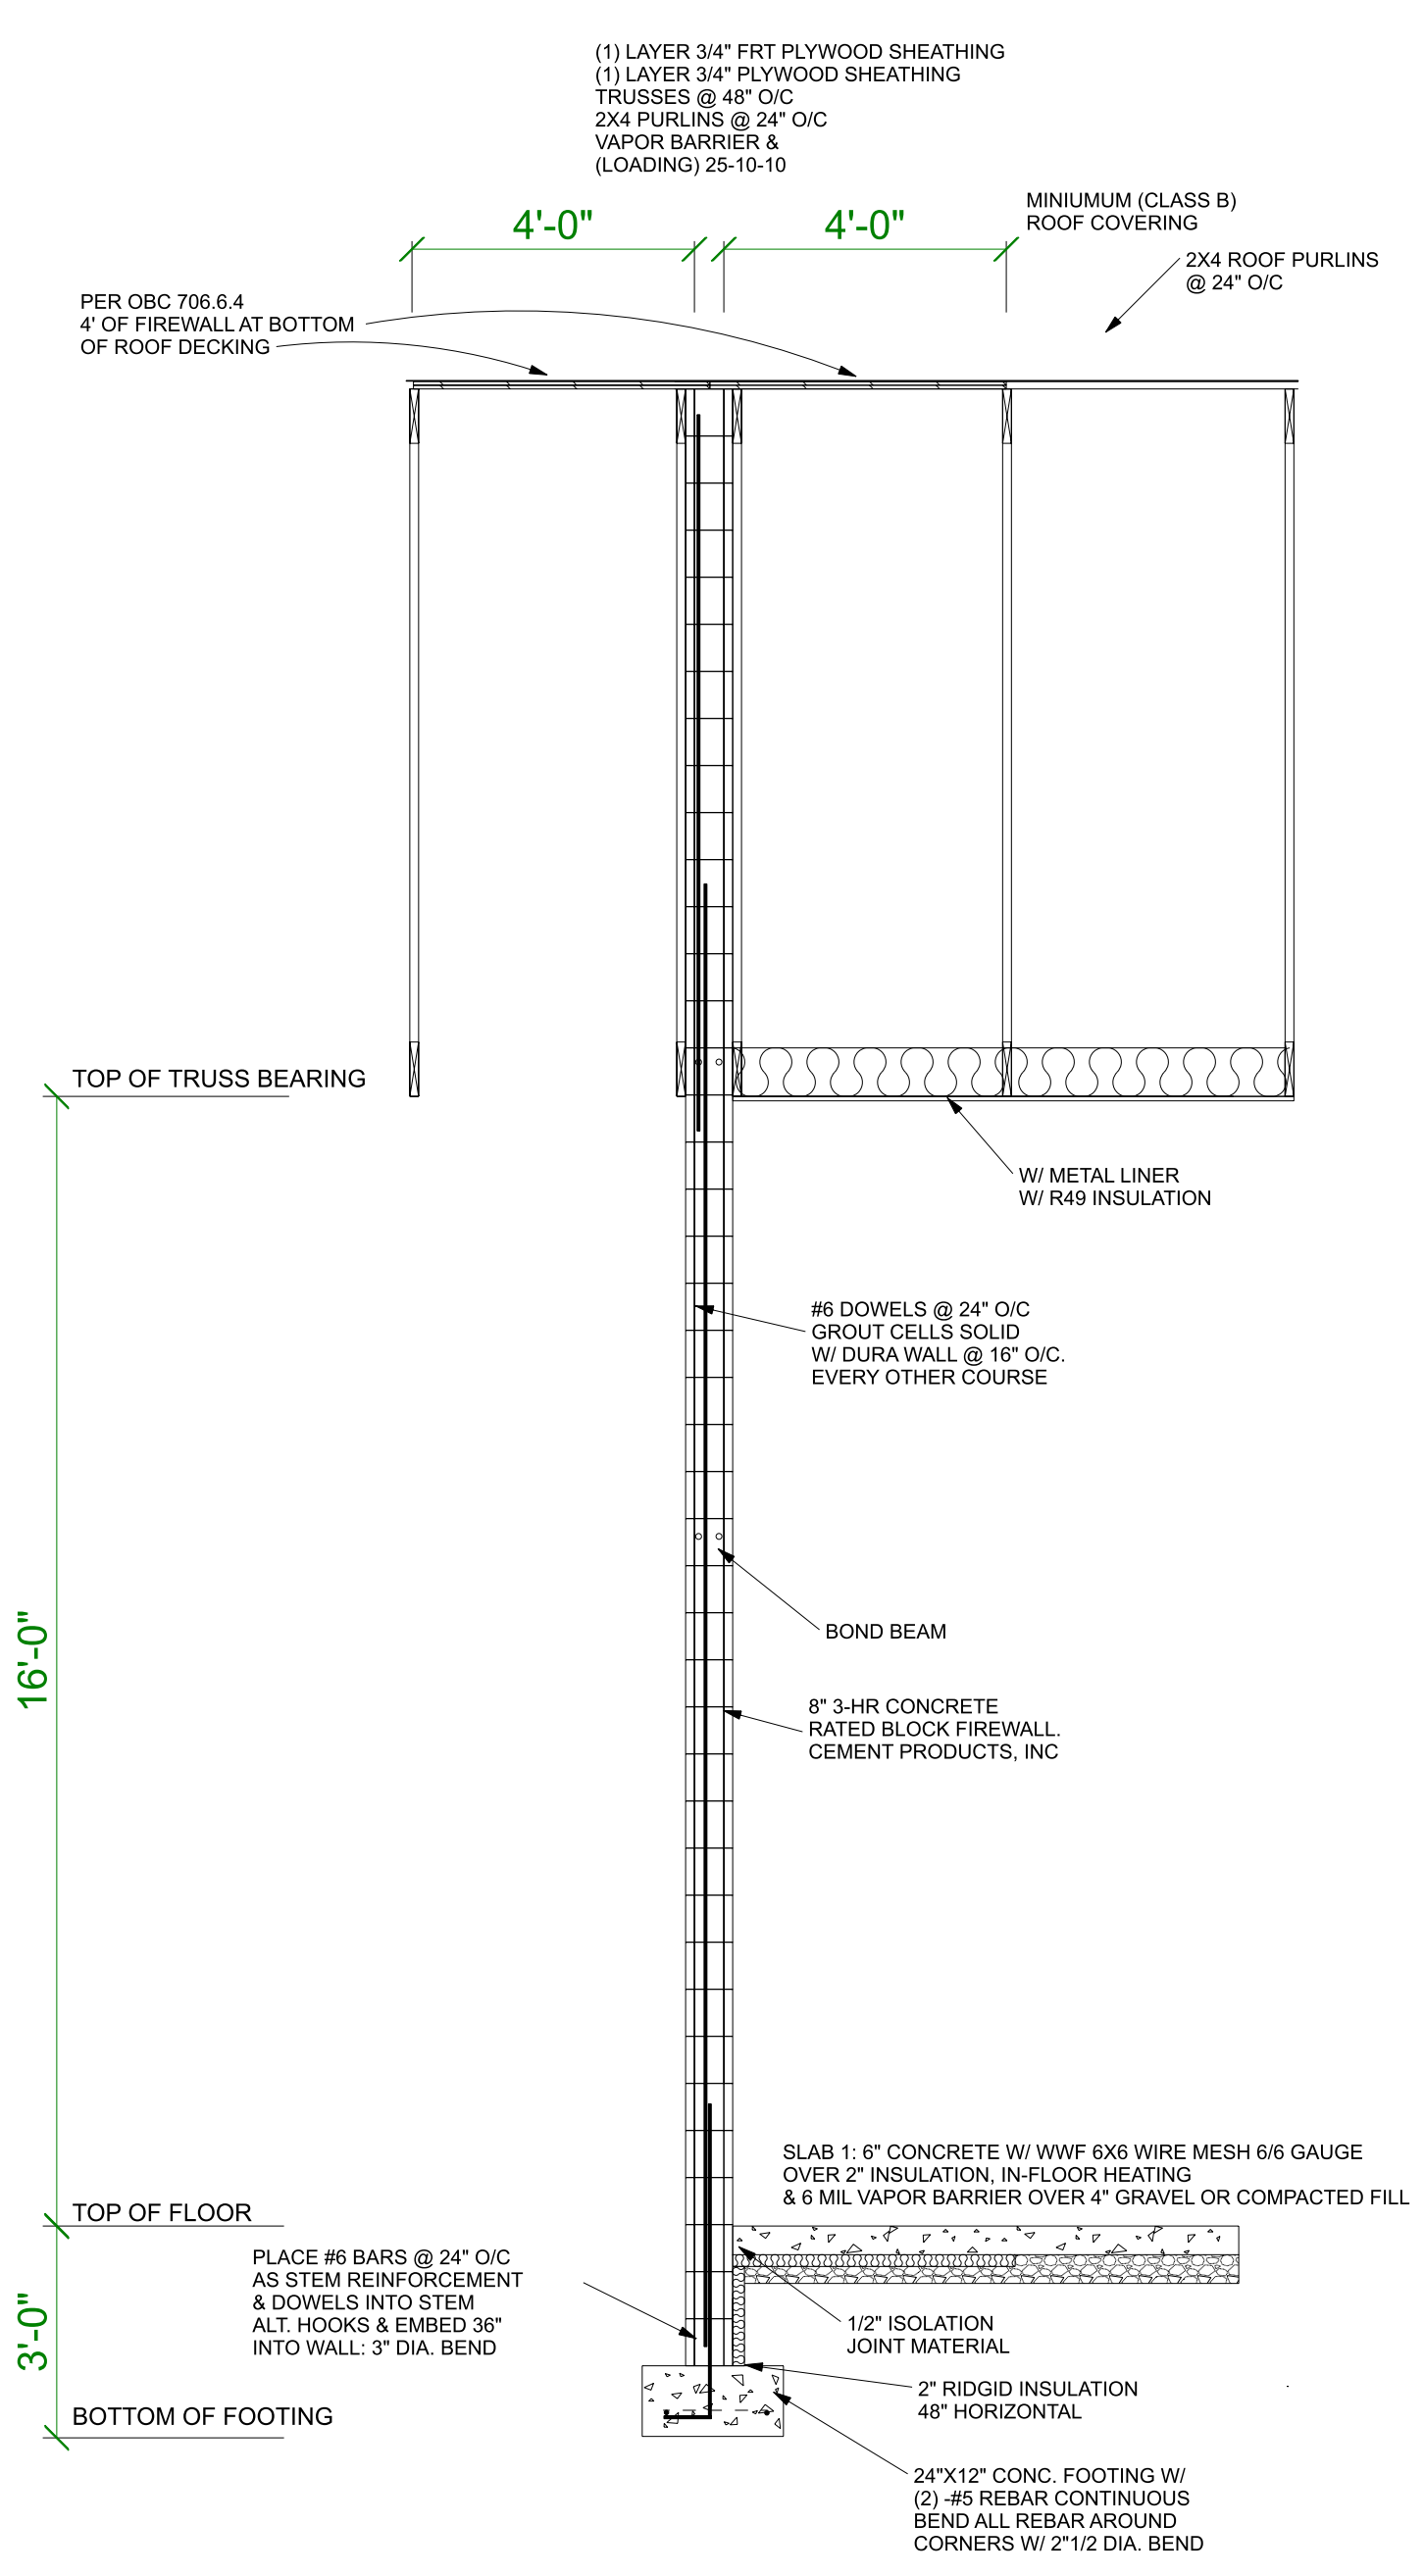 (1) LAYER 3/4" FRT PLYWOOD SHEATHING
(1) LAYER 3/4" PLYWOOD SHEATHING
TRUSSES @ 48" O/C
2X4 PURLINS @ 24" O/C
VAPOR BARRIER &
(LOADING) 25-10-10
4'-0"
4'-0"
MINIUMUM (CLASS B)
ROOF COVERING
2X4 ROOF PURLINS
@ 24" O/C
PER OBC 706.6.4
4' OF FIREWALL AT BOTTOM
OF ROOF DECKING
TOP OF TRUSS BEARING
W/ METAL LINER
W/ R49 INSULATION
#6 DOWELS @ 24" O/C
GROUT CELLS SOLID
W/ DURA WALL @ 16" O/C.
EVERY OTHER COURSE
BOND BEAM
16'-0"
8" 3-HR CONCRETE
RATED BLOCK FIREWALL.
CEMENT PRODUCTS, INC
SLAB 1: 6" CONCRETE W/ WWF 6X6 WIRE MESH 6/6 GAUGE
OVER 2" INSULATION, IN-FLOOR HEATING
& 6 MIL VAPOR BARRIER OVER 4" GRAVEL OR COMPACTED FILL
TOP OF FLOOR
PLACE #6 BARS @ 24" O/C
AS STEM REINFORCEMENT
& DOWELS INTO STEM
ALT. HOOKS & EMBED 36"
INTO WALL: 3" DIA. BEND
3'-0"
1/2" ISOLATION
JOINT MATERIAL
2" RIDGID INSULATION
48" HORIZONTAL
BOTTOM OF FOOTING
24"X12" CONC. FOOTING W/
(2) -#5 REBAR CONTINUOUS
BEND ALL REBAR AROUND
CORNERS W/ 2"1/2 DIA. BEND